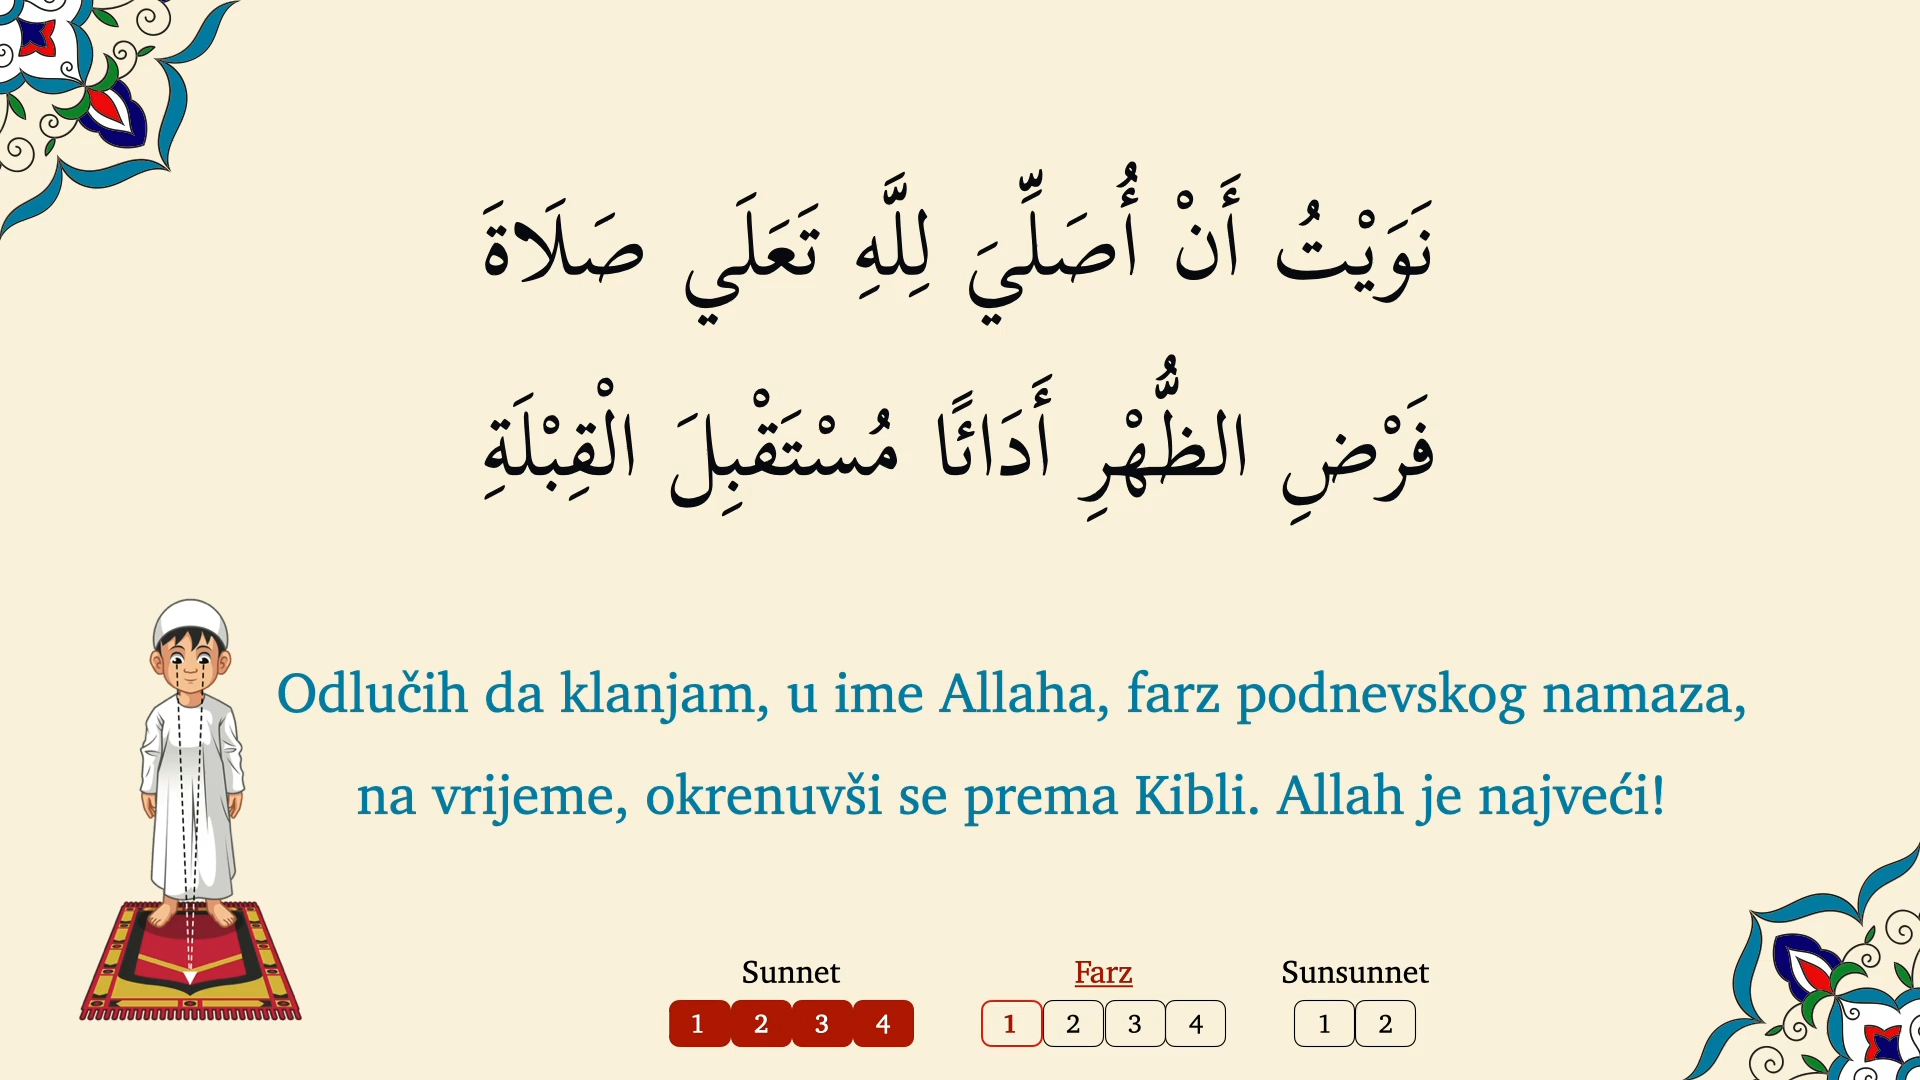 نَوَيْتُ أَنْ أُصَلِّيَ لِلَّهِ تَعَلَي صَلَاةَ
فَرْضِ الظُّهْرِ أَدَائًا مُسْتَقْبِلَ الْقِبْلَةِ
Odlučih da klanjam, u ime Allaha, farz podnevskog namaza,
na vrijeme, okrenuvši se prema Kibli. Allah je najveći!
Sunnet Farz Sunsunnet
1 2 3 4 1 2 3 4 1 2